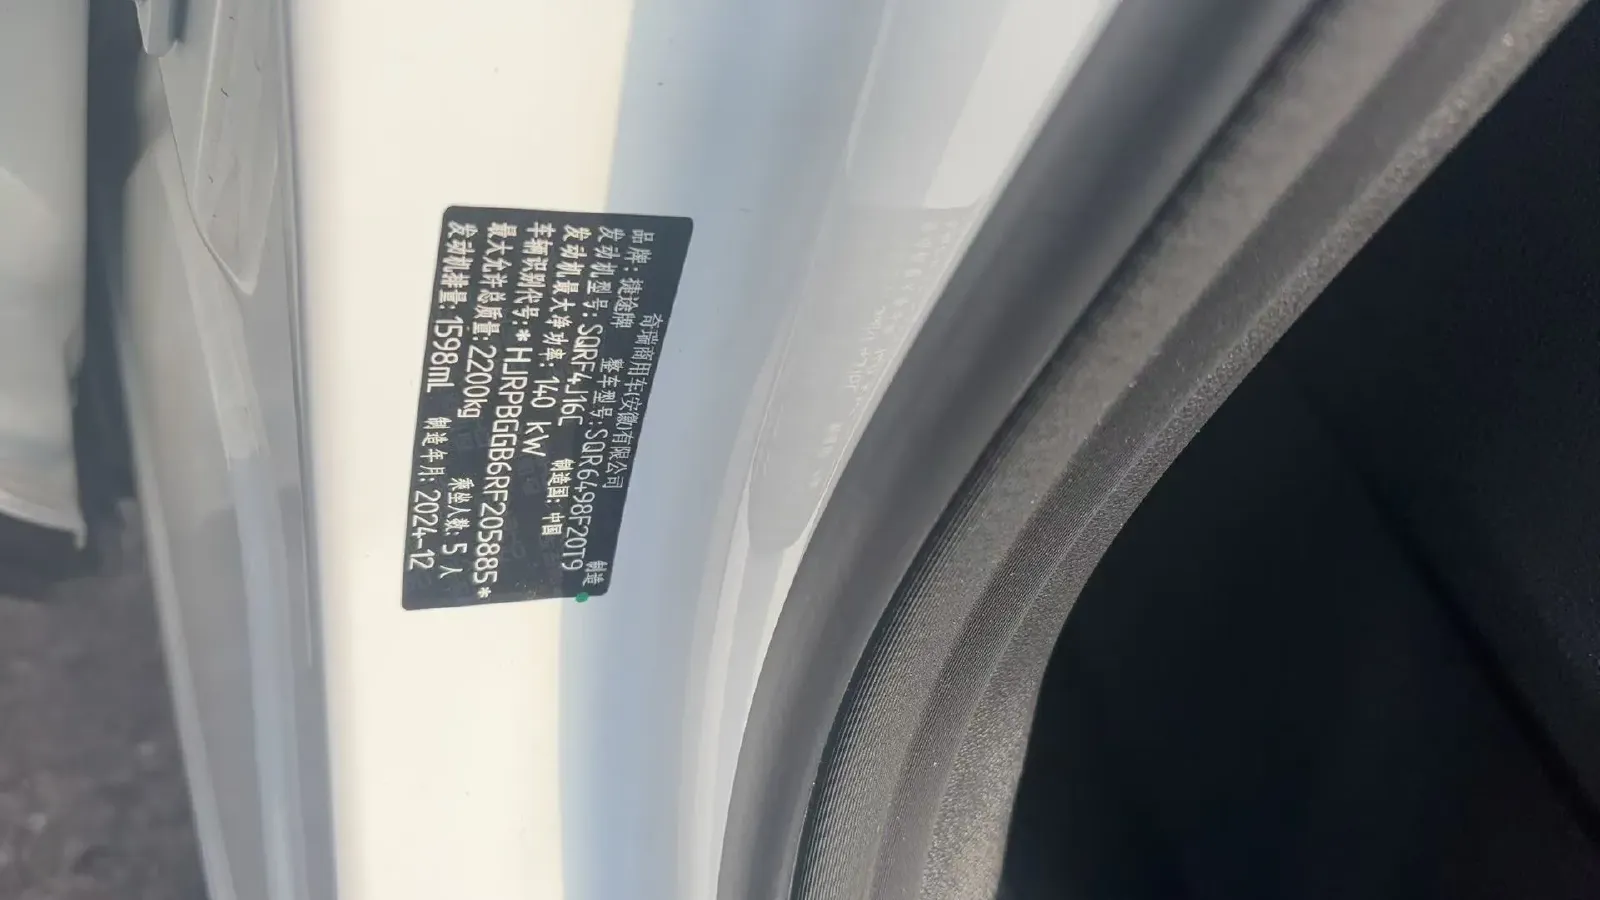 奇瑞商用车(安徽)有限公司 制造
品牌:捷途牌 整车型号:SQR6498F20T9
发动机型号:SQRF4J16C
发动机最大净功率:140 kW 制造国:中国
车辆识别代号:*HJRPBGGB6RF205885*
最大允许总质量:2200kg 乘坐人数:5 人
发动机排量:1598mL 制造年月:2024-12